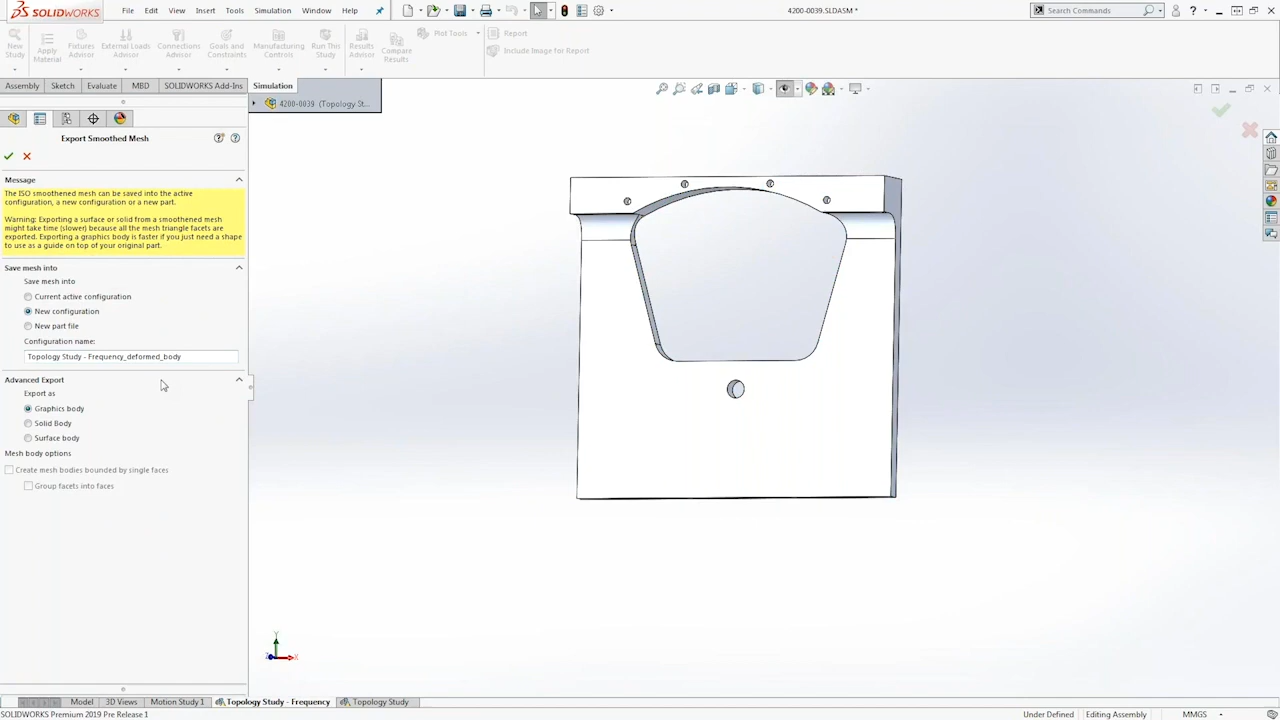 SOLIDWORKS File Edit View Insert Tools Simulation Window Help 4200-0039.SLDASM * Search Commands
New Study
Apply Material
Fixtures Advisor
External Loads Advisor
Connections Advisor
Goals and Constraints
Manufacturing Controls
Run This Study
Results Advisor
Compare Results
Plot Tools
Report
Include Image for Report
Assembly Sketch Evaluate MBD SOLIDWORKS Add-Ins Simulation
4200-0039 (Topology St...
Export Smoothed Mesh
Message
The ISO smoothened mesh can be saved into the active
configuration, a new configuration or a new part.
Warning: Exporting a surface or solid from a smoothened mesh
might take time (slower) because all the mesh triangle facets are
exported. Exporting a graphics body is faster if you just need a shape
to use as a guide on top of your original part.
Save mesh into
Save mesh into
Current active configuration
New configuration
New part file
Configuration name:
Topology Study - Frequency_deformed_body
Advanced Export
Export as
Graphics body
Solid Body
Surface body
Mesh body options
Create mesh bodies bounded by single faces
Group facets into faces
Y
Z X
Model 3D Views Motion Study 1 Topology Study - Frequency Topology Study
SOLIDWORKS Premium 2019 Pre Release 1 Under Defined Editing Assembly MMGS